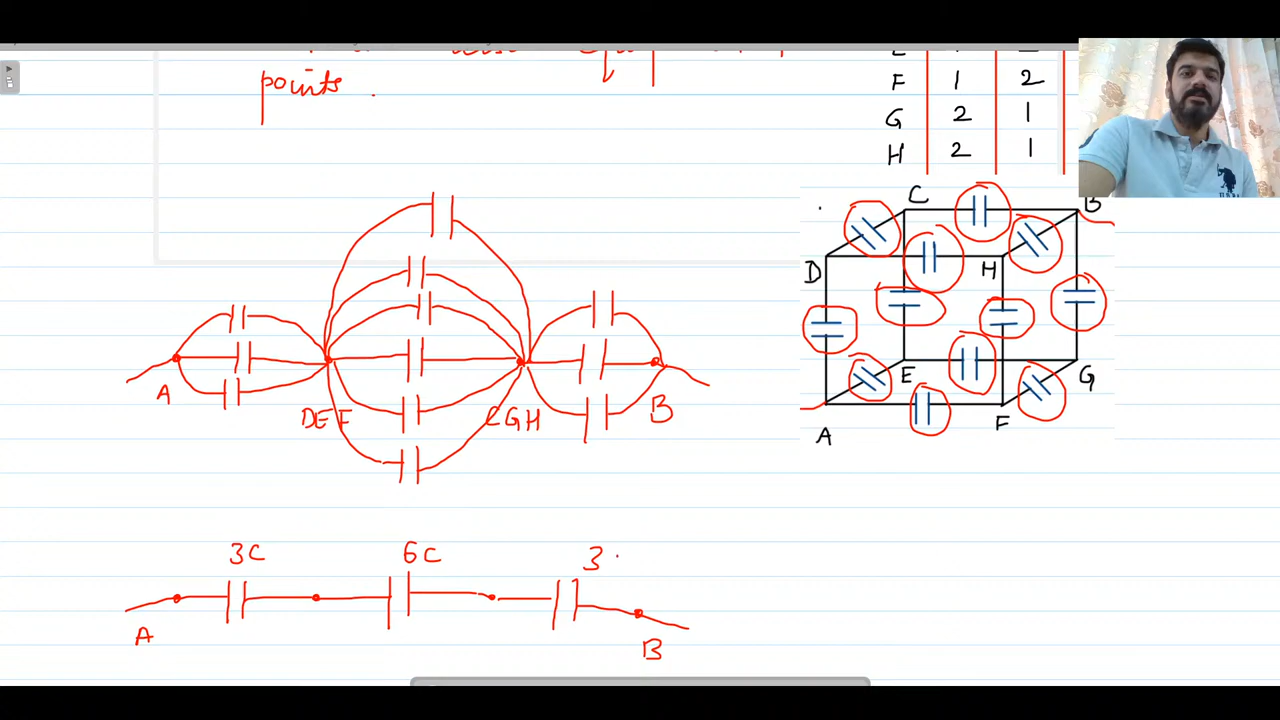 points .
F 1 2
G 2 1
H 2 1
C
D H
E G
A F
A DEF CGH B
3C 6C 3
A B